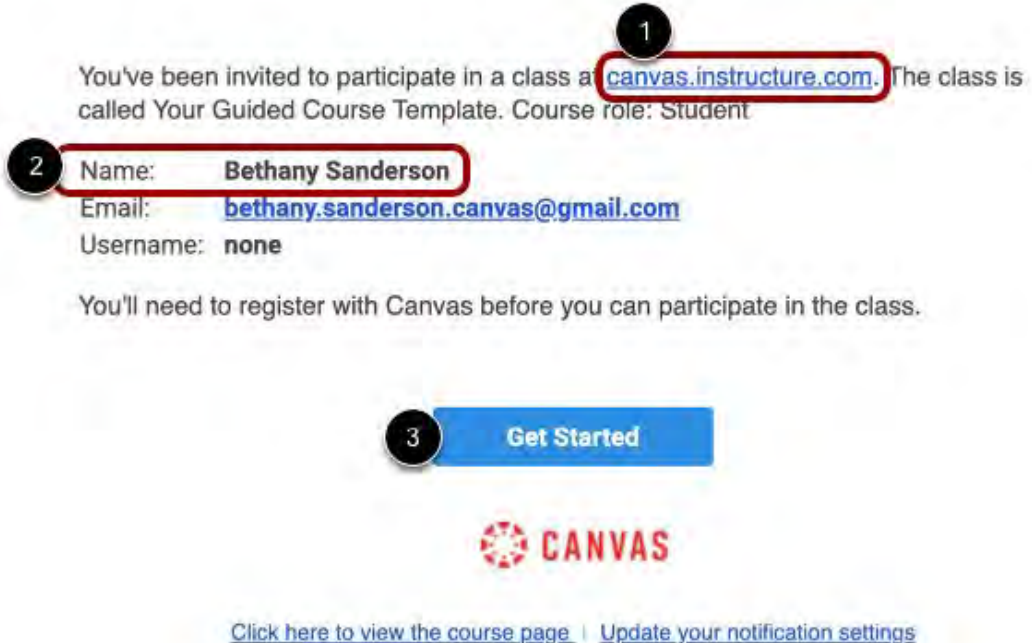 1
You've been invited to participate in a class at canvas.instructure.com. The class is
called Your Guided Course Template. Course role: Student
2
Name: Bethany Sanderson
Email: bethany.sanderson.canvas@gmail.com
Username: none
You'll need to register with Canvas before you can participate in the class.
3
Get Started
CANVAS
Click here to view the course page | Update your notification settings